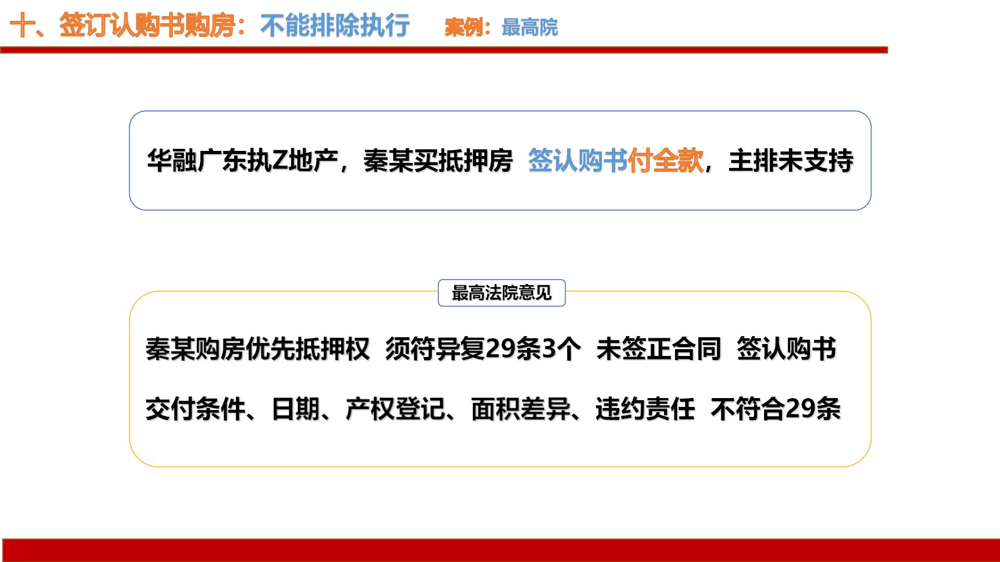 十、签订认购书购房：不能排除执行 案例：最高院
华融广东执Z地产，秦某买抵押房 签认购书付全款，主排未支持
最高法院意见
秦某购房优先抵押权 须符异复29条3个 未签正合同 签认购书
交付条件、日期、产权登记、面积差异、违约责任 不符合29条